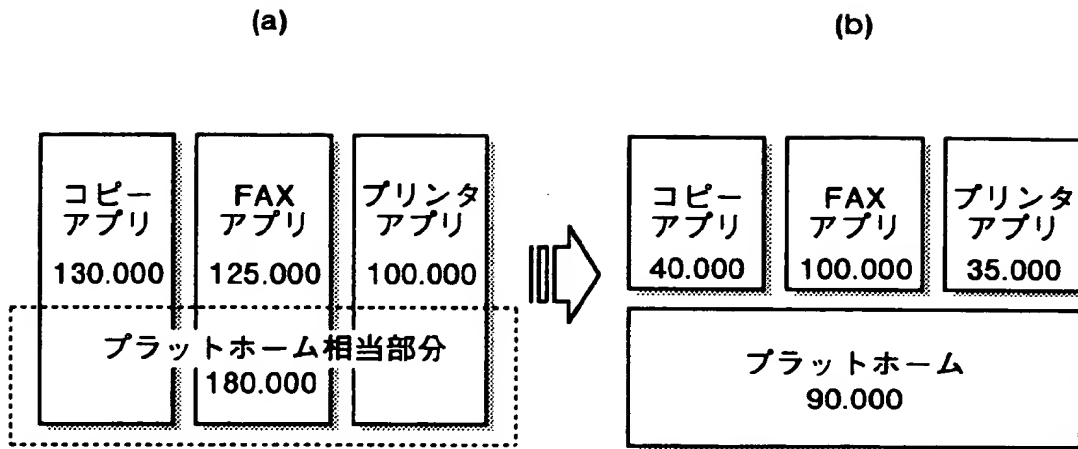 (a)
コピー
アプリ
130.000
FAX
アプリ
125.000
プリンタ
アプリ
100.000
プラットホーム相当部分
180.000
(b)
コピー
アプリ
40.000
FAX
アプリ
100.000
プリンタ
アプリ
35.000
プラットホーム
90.000